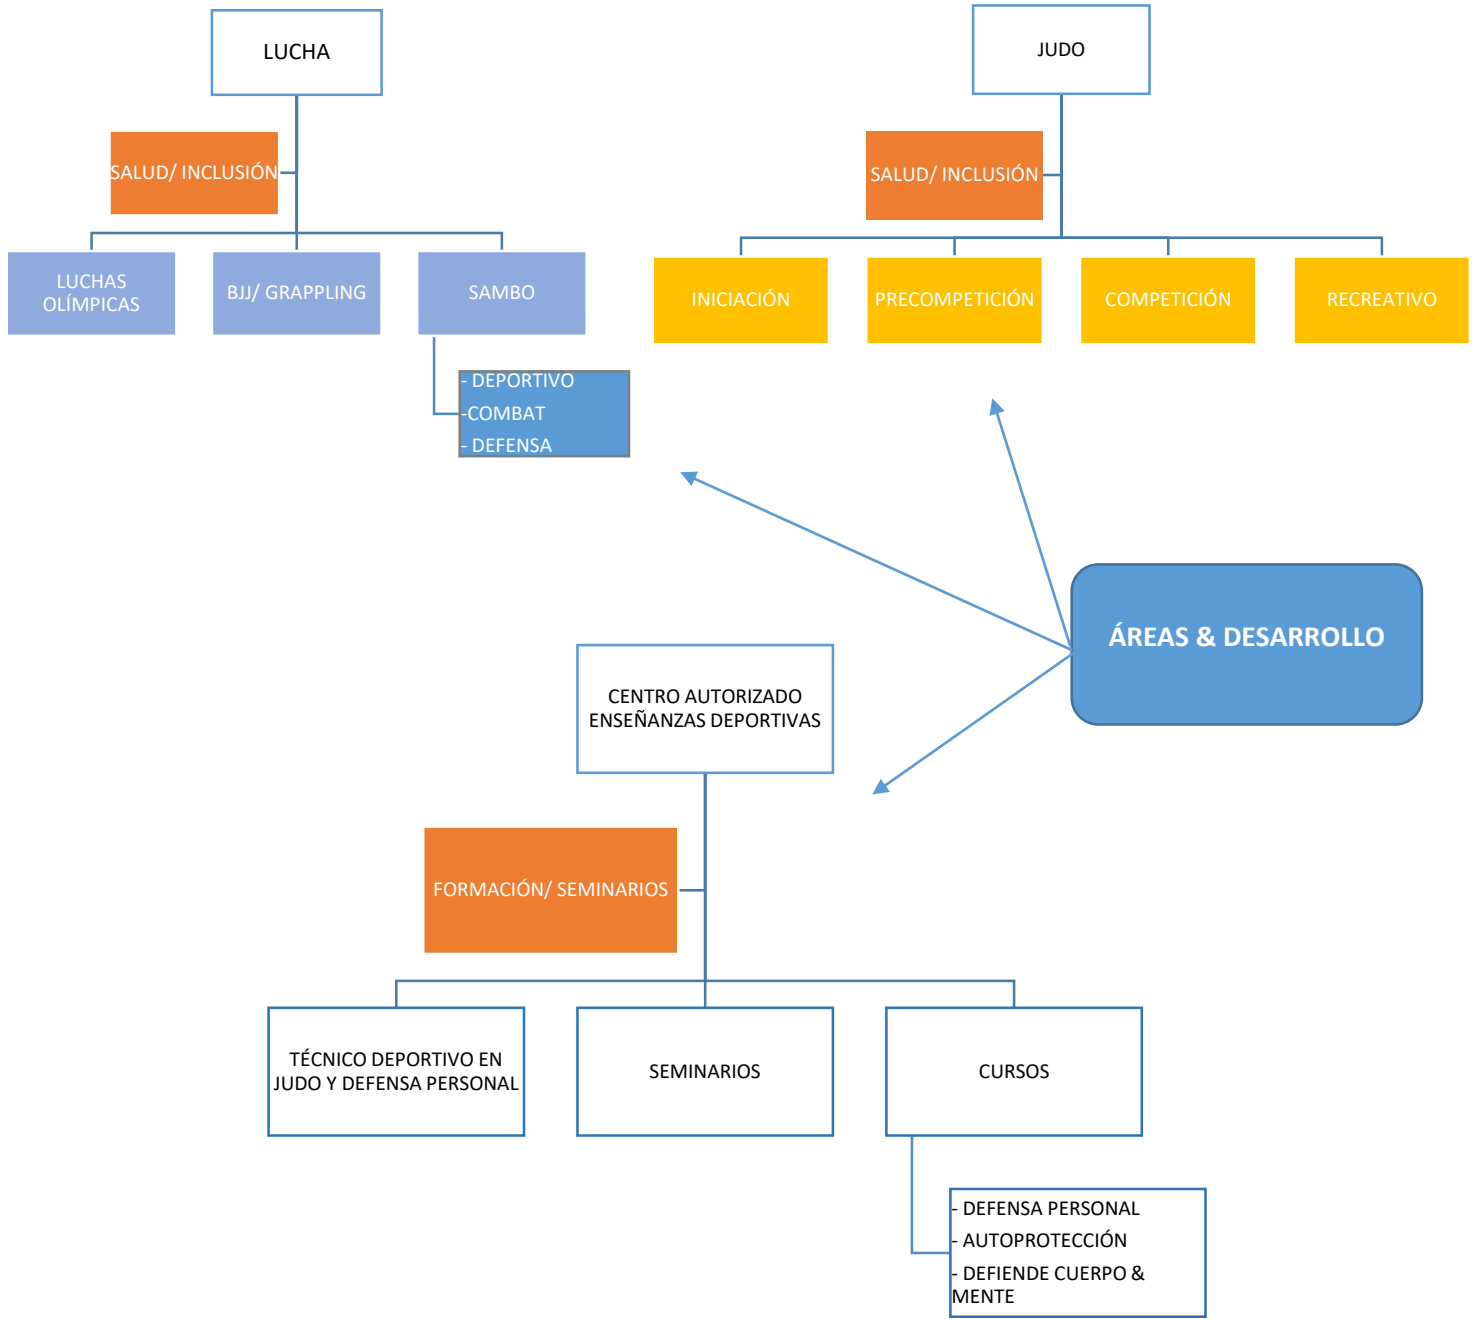 LUCHA
SALUD/ INCLUSIÓN
LUCHAS
OLÍMPICAS
BJJ/ GRAPPLING
SAMBO
- DEPORTIVO
-COMBAT
- DEFENSA
JUDO
SALUD/ INCLUSIÓN
INICIACIÓN
PRECOMPETICIÓN
COMPETICIÓN
RECREATIVO
ÁREAS & DESARROLLO
CENTRO AUTORIZADO
ENSEÑANZAS DEPORTIVAS
FORMACIÓN/ SEMINARIOS
TÉCNICO DEPORTIVO EN
JUDO Y DEFENSA PERSONAL
SEMINARIOS
CURSOS
- DEFENSA PERSONAL
- AUTOPROTECCIÓN
- DEFIENDE CUERPO &
MENTE